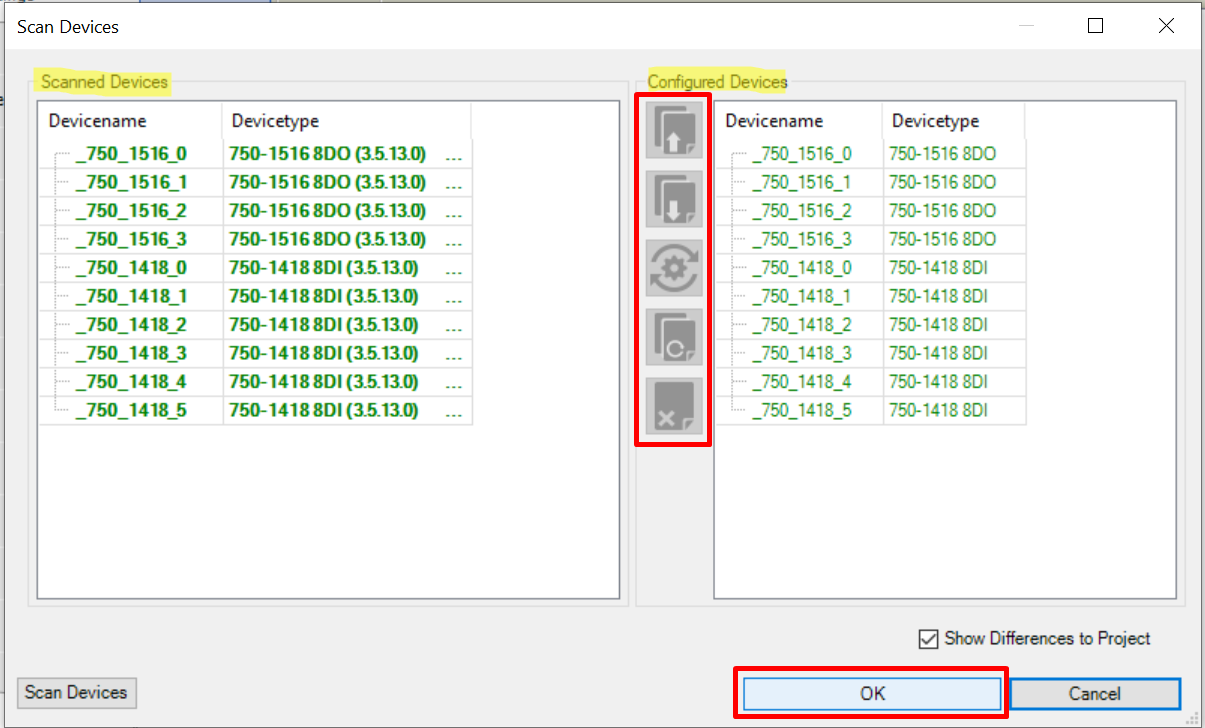 Scan Devices
Scanned Devices
Devicename Devicetype
_750_1516_0 750-1516 8DO (3.5.13.0) ...
_750_1516_1 750-1516 8DO (3.5.13.0) ...
_750_1516_2 750-1516 8DO (3.5.13.0) ...
_750_1516_3 750-1516 8DO (3.5.13.0) ...
_750_1418_0 750-1418 8DI (3.5.13.0) ...
_750_1418_1 750-1418 8DI (3.5.13.0) ...
_750_1418_2 750-1418 8DI (3.5.13.0) ...
_750_1418_3 750-1418 8DI (3.5.13.0) ...
_750_1418_4 750-1418 8DI (3.5.13.0) ...
_750_1418_5 750-1418 8DI (3.5.13.0) ...
Configured Devices
Devicename Devicetype
_750_1516_0 750-1516 8DO
_750_1516_1 750-1516 8DO
_750_1516_2 750-1516 8DO
_750_1516_3 750-1516 8DO
_750_1418_0 750-1418 8DI
_750_1418_1 750-1418 8DI
_750_1418_2 750-1418 8DI
_750_1418_3 750-1418 8DI
_750_1418_4 750-1418 8DI
_750_1418_5 750-1418 8DI
Show Differences to Project
Scan Devices
OK
Cancel